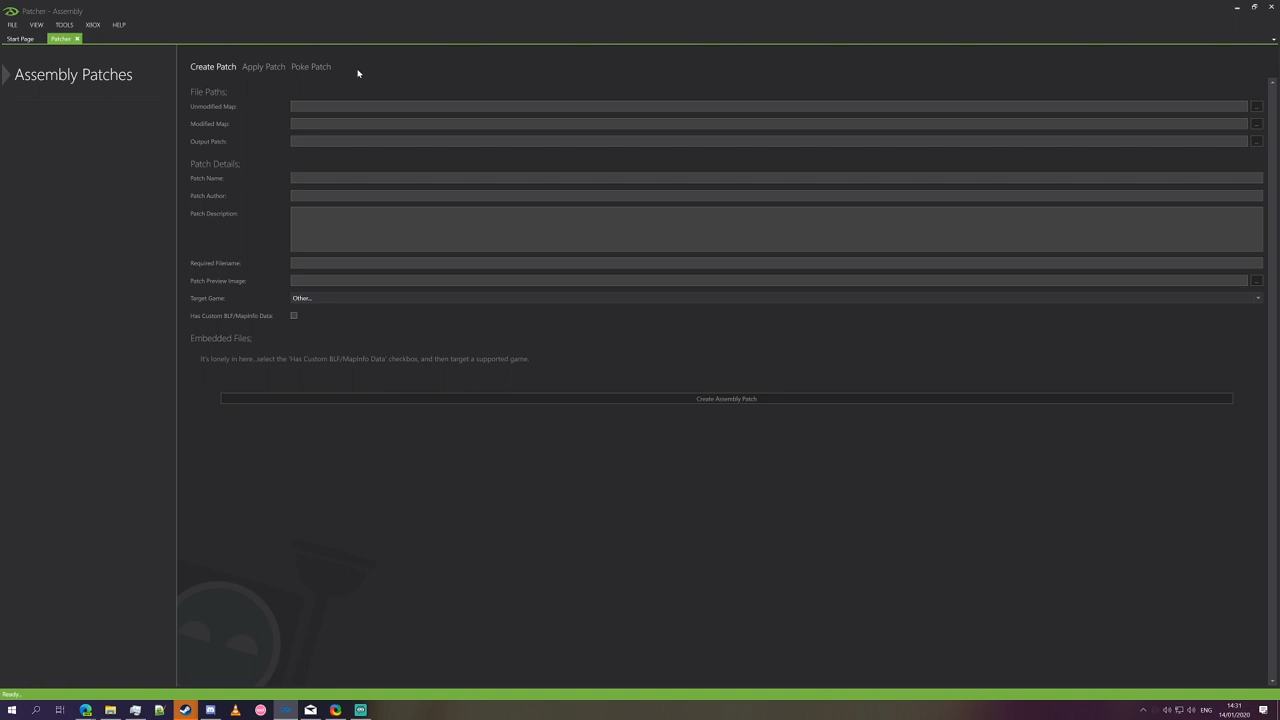 Patcher - Assembly
FILE VIEW TOOLS XBOX HELP
Start Page Patcher
Assembly Patches
Create Patch Apply Patch Poke Patch
File Paths;
Unmodified Map: ...
Modified Map: ...
Output Patch: ...
Patch Details;
Patch Name:
Patch Author:
Patch Description:
Required Filename:
Patch Preview Image: ...
Target Game: Other...
Has Custom BLF/MapInfo Data:
Embedded Files;
It's lonely in here...select the 'Has Custom BLF/MapInfo Data' checkbox, and then target a supported game.
Create Assembly Patch
Ready...
ENG
14:31
14/01/2020